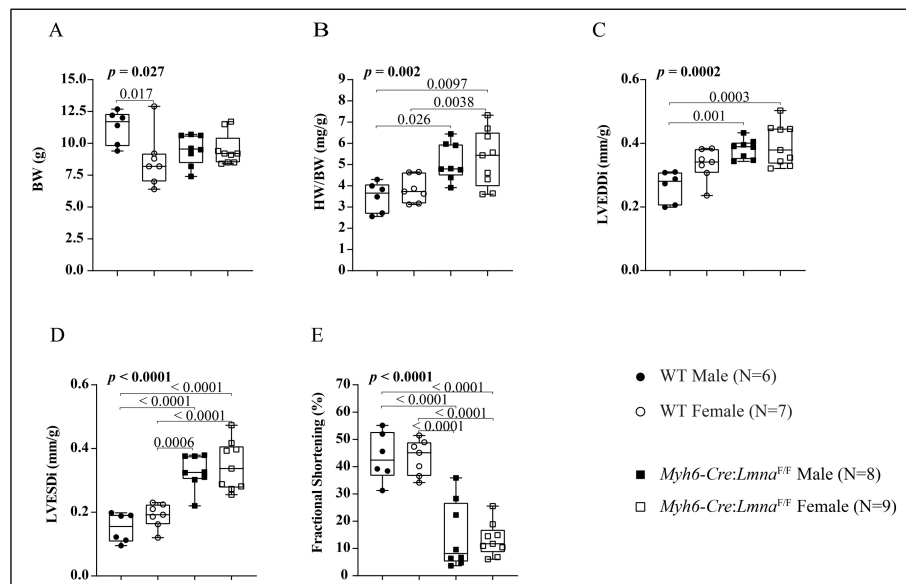 A
p = 0.027
0.017
BW (g)
15.0
12.5
10.0
7.5
5.0
2.5
0.0
B
p = 0.002
0.0097
0.0038
0.026
HW/BW (mg/g)
9
8
7
6
5
4
3
2
1
0
C
p = 0.0002
0.0003
0.001
LVEDDi (mm/g)
0.6
0.4
0.2
0.0
D
p < 0.0001
< 0.0001
< 0.0001
< 0.0001
0.0006
LVESDi (mm/g)
0.6
0.4
0.2
0.0
E
p < 0.0001
< 0.0001
< 0.0001
< 0.0001
< 0.0001
Fractional Shortening (%)
70
60
50
40
30
20
10
0
WT Male (N=6)
WT Female (N=7)
Myh6-Cre:Lmna^F/F Male (N=8)
Myh6-Cre:Lmna^F/F Female (N=9)